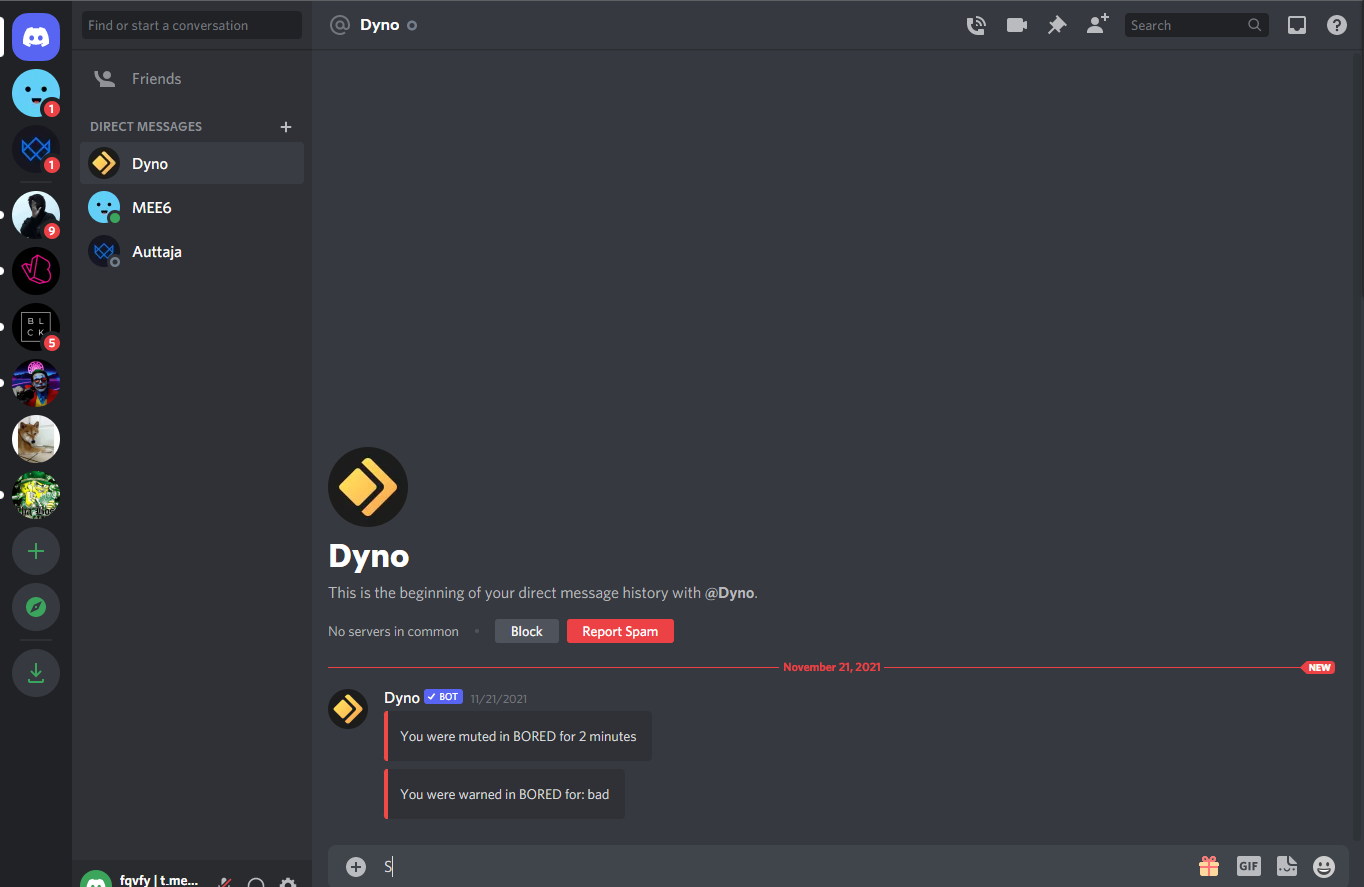 Find or start a conversation
Friends
DIRECT MESSAGES
Dyno
MEE6
Auttaja
1
1
9
B L
C K
5
fqvfy | t.me...
@ Dyno
Search
Dyno
This is the beginning of your direct message history with @Dyno.
No servers in common
Block
Report Spam
November 21, 2021
NEW
Dyno BOT 11/21/2021
You were muted in BORED for 2 minutes
You were warned in BORED for: bad
S
GIF